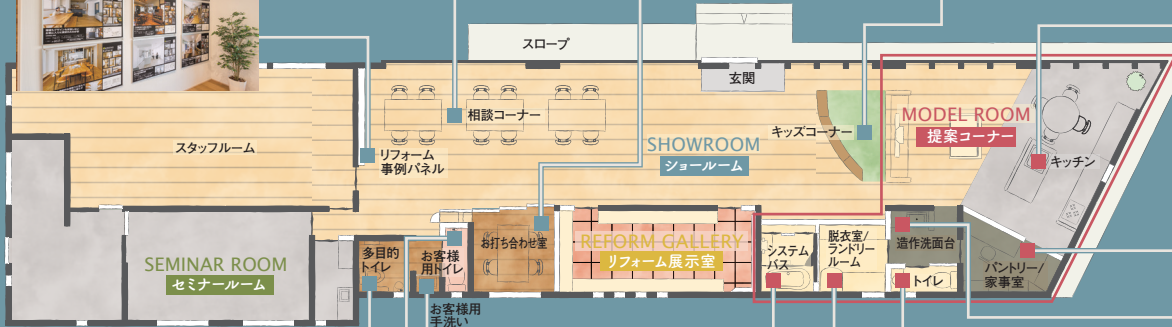 スロープ
玄関
相談コーナー
リフォーム
事例パネル
スタッフルーム
キッズコーナー
SHOWROOM
ショールーム
MODEL ROOM
提案コーナー
キッチン
SEMINAR ROOM
セミナールーム
多目的
トイレ
お客様
用トイレ
お客様用
手洗い
お打ち合わせ室
REFORM GALLERY
リフォーム展示室
システム
バス
脱衣室/
ランドリー
ルーム
造作洗面台
トイレ
パントリー/
家事室